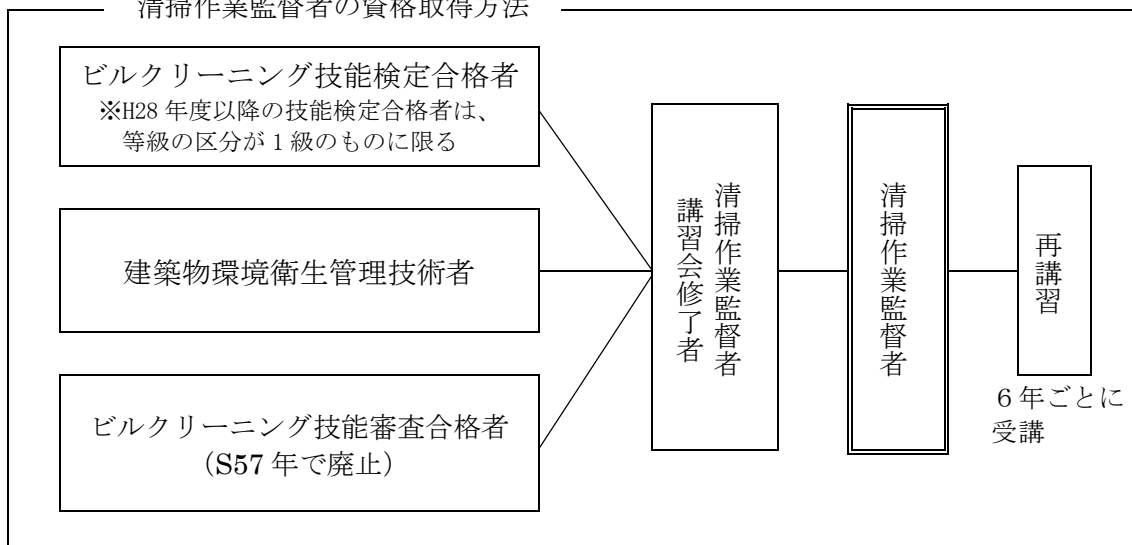 清掃作業監督者の資格取得方法
ビルクリーニング技能検定合格者
※H28 年度以降の技能検定合格者は、
等級の区分が 1 級のものに限る
建築物環境衛生管理技術者
ビルクリーニング技能審査合格者
（S57 年で廃止）
清掃作業監督者
講習会修了者
清掃作業監督者
再講習
６年ごとに
受講